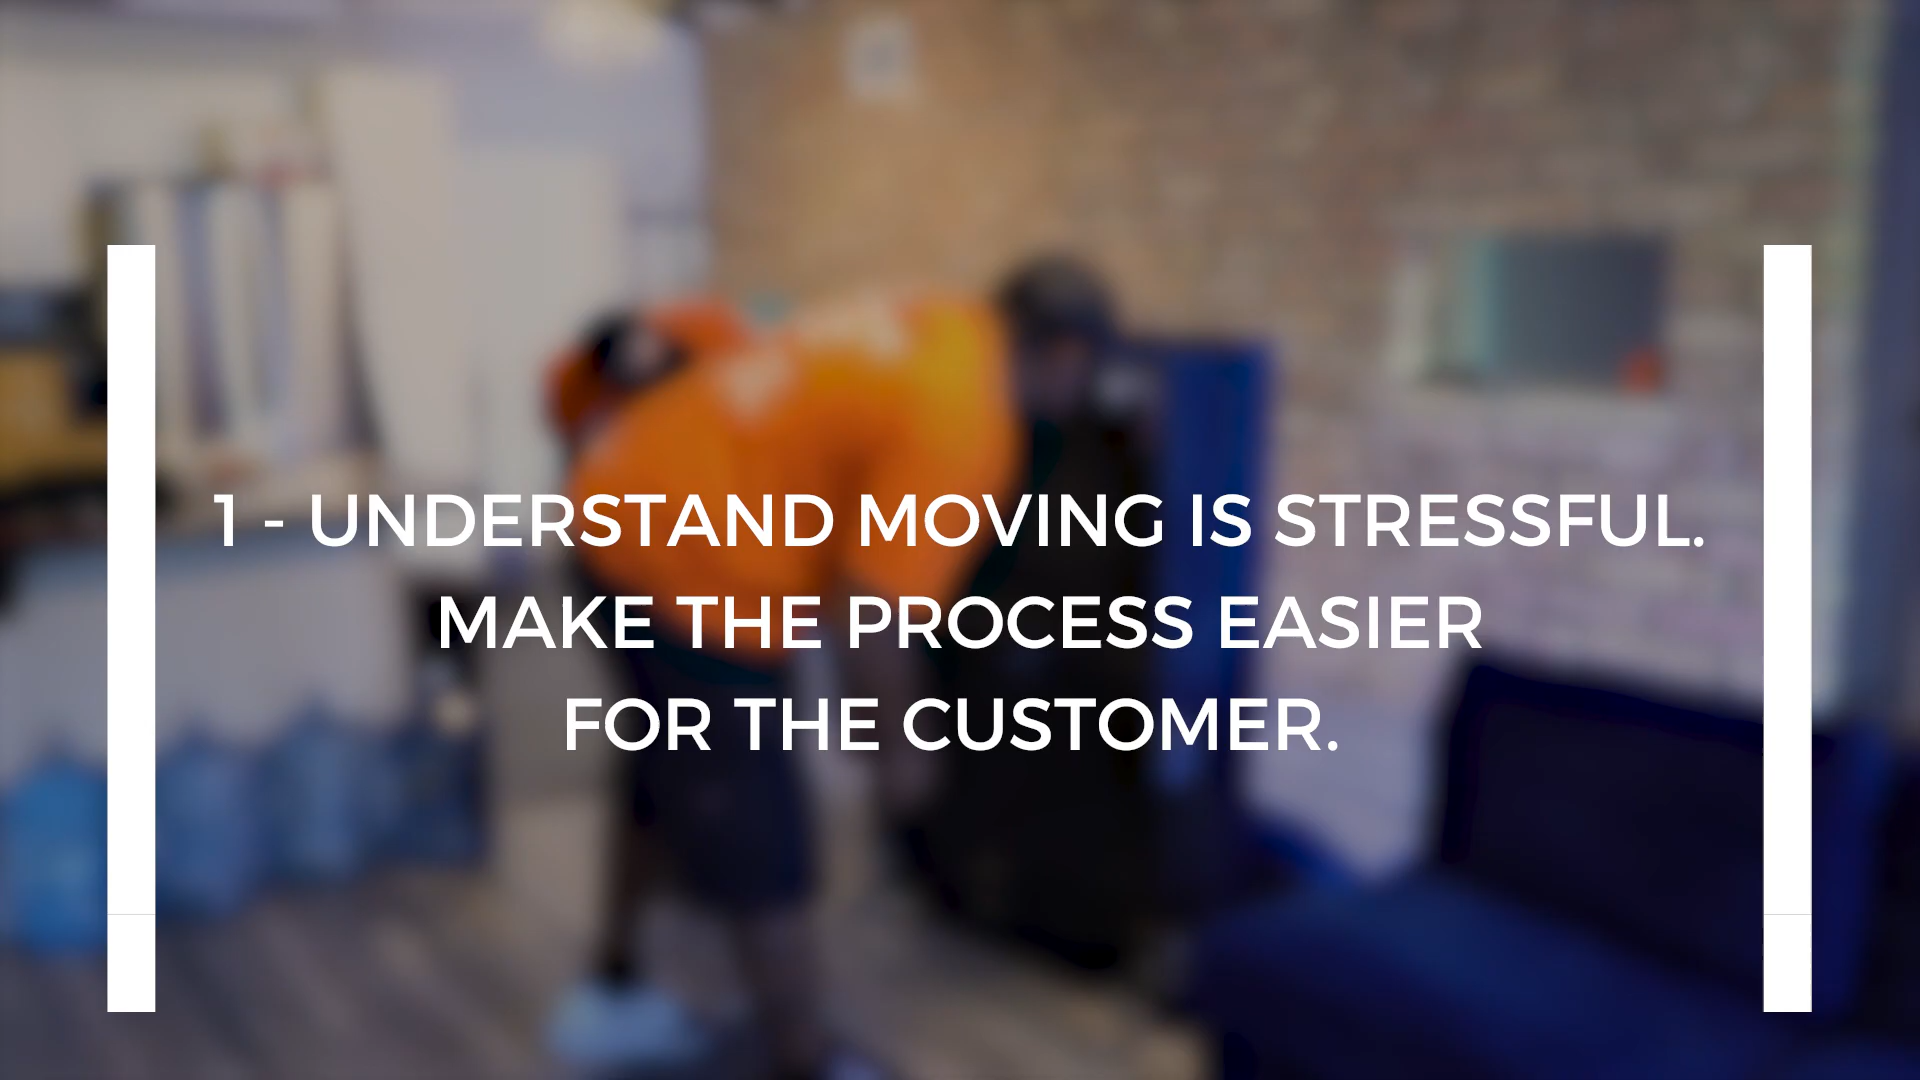 1 - UNDERSTAND MOVING IS STRESSFUL.
MAKE THE PROCESS EASIER
FOR THE CUSTOMER.